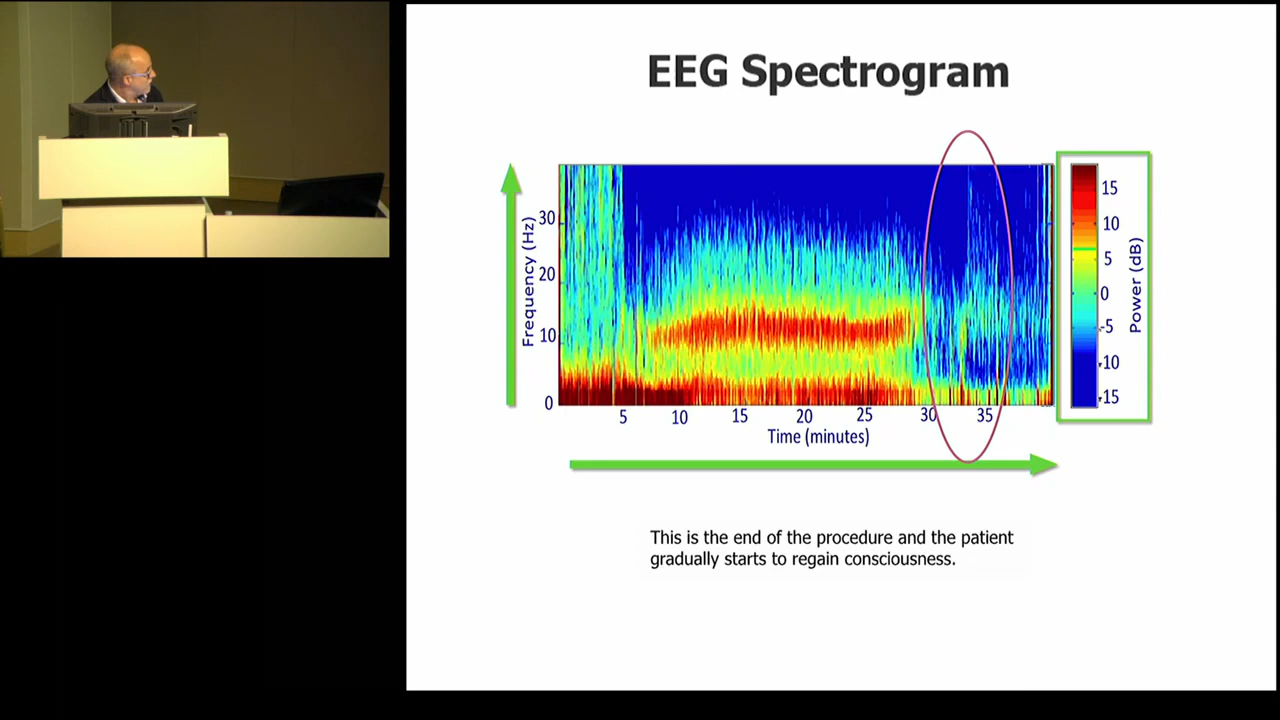 EEG Spectrogram
Frequency (Hz)
30
20
10
0
5 10 15 20 25 30 35
Time (minutes)
15
10
5
0
-5
-10
-15
Power (dB)
This is the end of the procedure and the patient
gradually starts to regain consciousness.